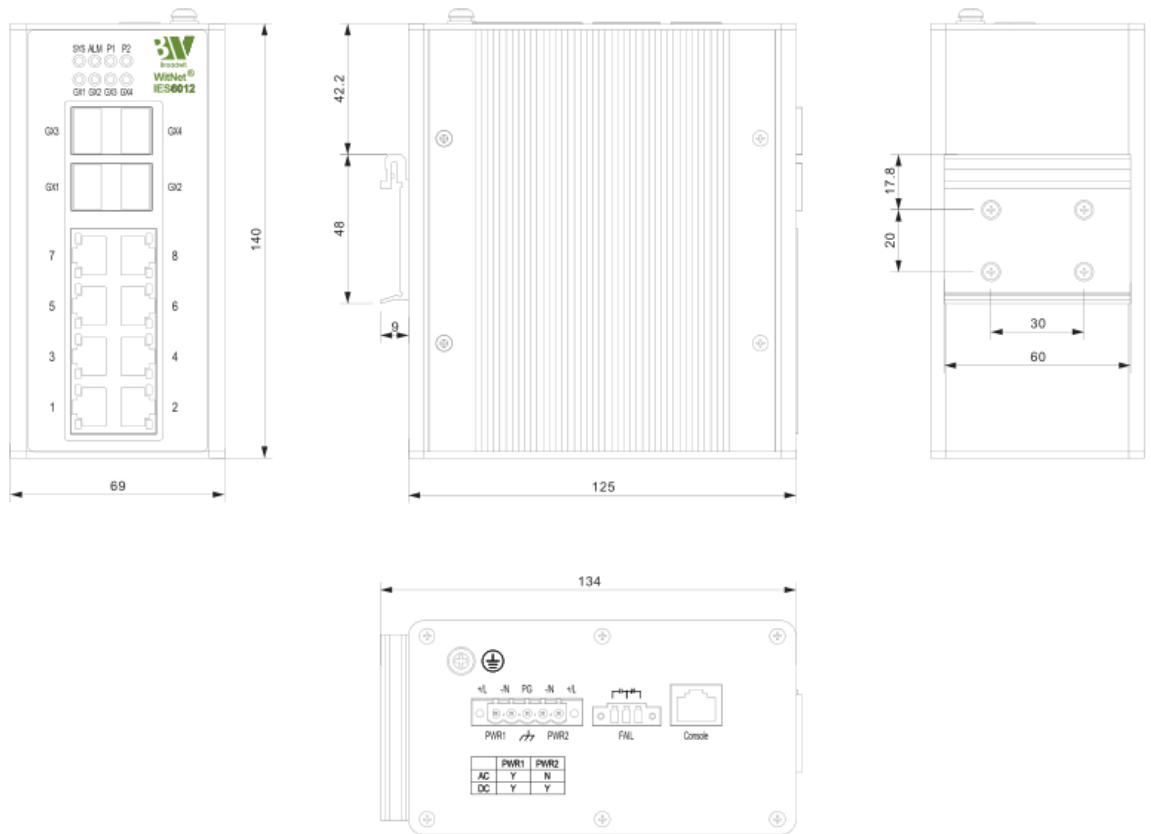 SYS ALM P1 P2
BW
Broadwit
WitNet®
IES6012
GX1 GX2 GX3 GX4
GX3
GX4
GX1
GX2
7
8
5
6
3
4
1
2
140
69
42.2
48
9
125
17.8
20
30
60
134
+/L -N PG -N +/L
PWR1
PWR2
FAIL
Console
PWR1 PWR2
AC Y N
DC Y Y